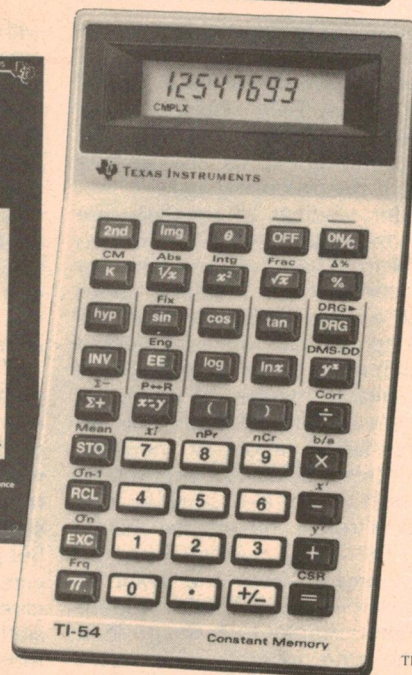 12547693
CMPLX
TEXAS INSTRUMENTS
2nd Img θ OFF ON/C
CM Abs Intg Frac Δ%
K 1/x x² √x %
Fix DRG►
hyp sin cos tan DRG
Eng DMS-DD
INV EE log lnx yˣ
Σ- P↔R Corr
Σ+ x⇄y ( ) ÷
Mean x! nPr nCr b/a
STO 7 8 9 ×
σn-1 x'
RCL 4 5 6 −
σn y'
EXC 1 2 3 +
Frq CSR
π 0 . +/− =
TI-54 Constant Memory